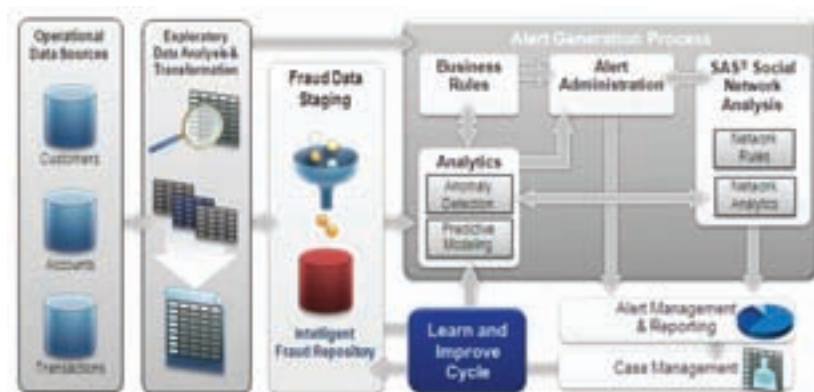 Operational
Data Sources
Customers
Accounts
Transactions
Exploratory
Data Analysis &
Transformation
Fraud Data
Staging
Intelligent
Fraud Repository
Alert Generation Process
Business
Rules
Alert
Administration
SAS® Social
Network
Analysis
Network
Rules
Network
Analytics
Analytics
Anomaly
Detection
Predictive
Modeling
Learn and
Improve
Cycle
Alert Management
& Reporting
Case Management